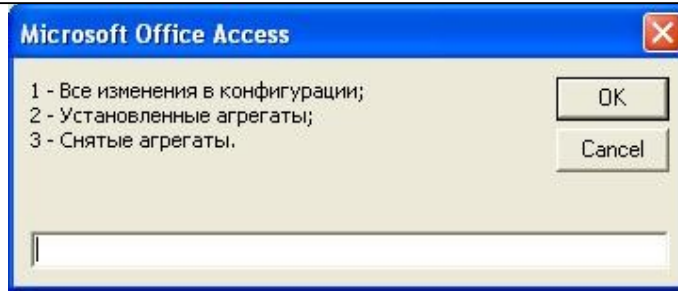 Microsoft Office Access
1 - Все изменения в конфигурации;
2 - Установленные агрегаты;
3 - Снятые агрегаты.
OK
Cancel